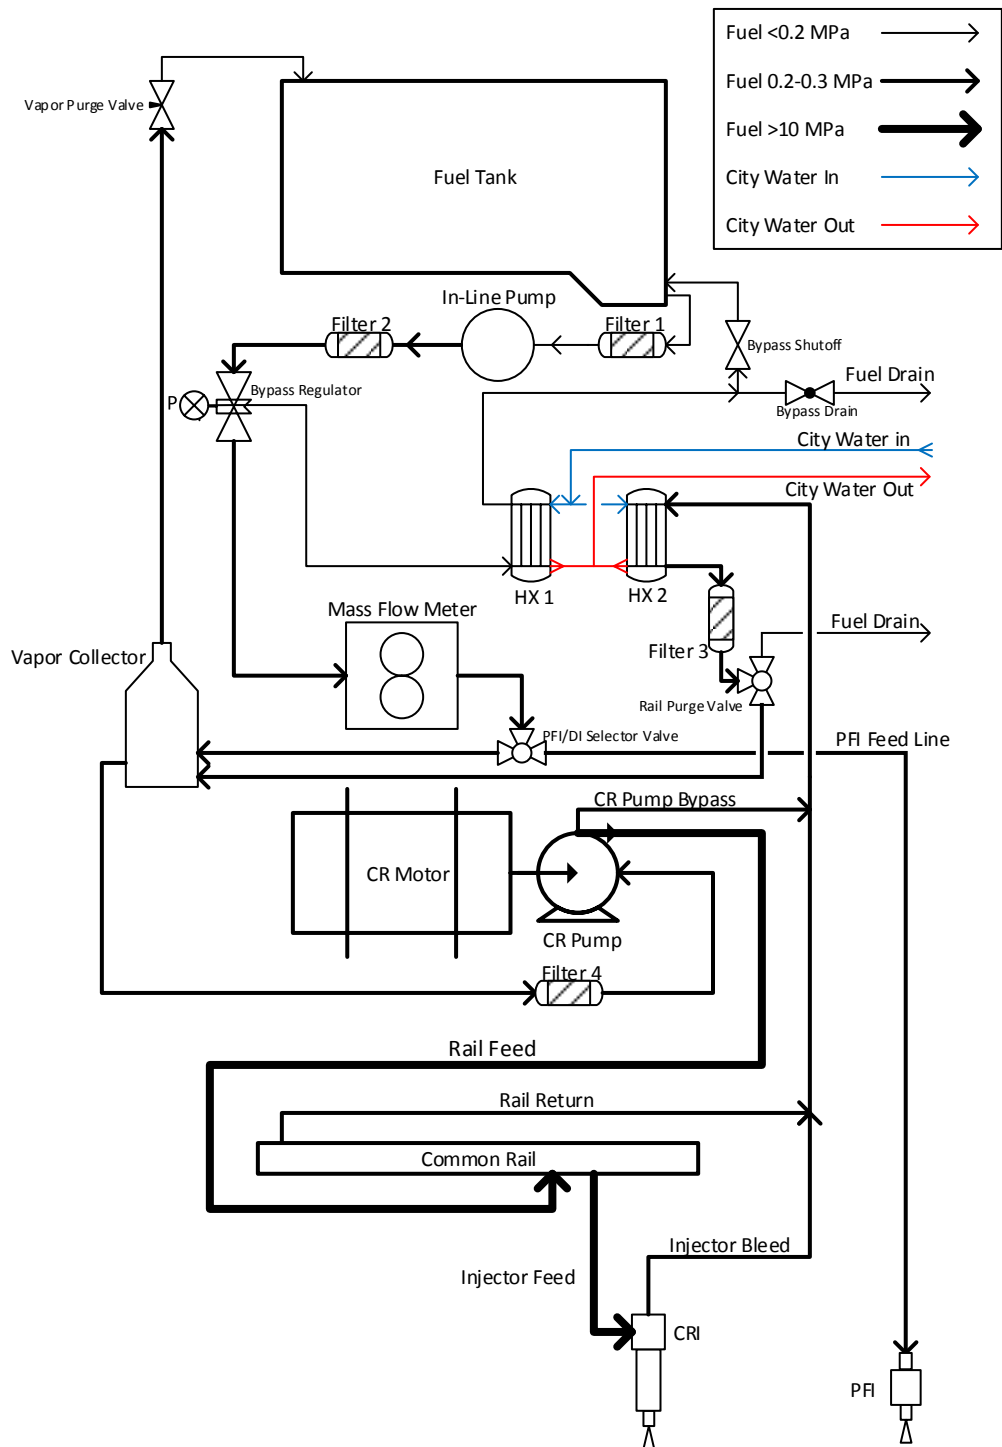 Fuel <0.2 MPa
Fuel 0.2-0.3 MPa
Fuel >10 MPa
City Water In
City Water Out
Vapor Purge Valve
Fuel Tank
In-Line Pump
Filter 2
Filter 1
Bypass Shutoff
Fuel Drain
Bypass Regulator
P
Bypass Drain
City Water in
City Water Out
HX 1
HX 2
Mass Flow Meter
Fuel Drain
Vapor Collector
Filter 3
Rail Purge Valve
PFI/DI Selector Valve
PFI Feed Line
CR Pump Bypass
CR Motor
CR Pump
Filter 4
Rail Feed
Rail Return
Common Rail
Injector Bleed
Injector Feed
CRI
PFI